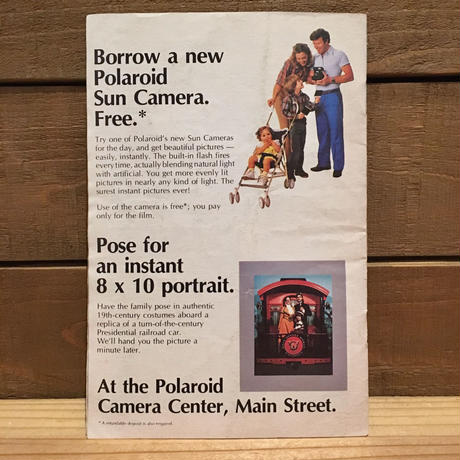 Borrow a new
Polaroid
Sun Camera.
Free.*
Try one of Polaroid's new Sun Cameras
for the day, and get beautiful pictures —
easily, instantly. The built-in flash fires
every time, actually blending natural light
with artificial. You get more evenly lit
pictures in nearly any kind of light. The
surest instant pictures ever!
Use of the camera is free*; you pay
only for the film.
Pose for
an instant
8 x 10 portrait.
Have the family pose in authentic
19th-century costumes aboard a
replica of a turn-of-the-century
Presidential railroad car.
We'll hand you the picture a
minute later.
At the Polaroid
Camera Center, Main Street.
* A refundable deposit is also required.